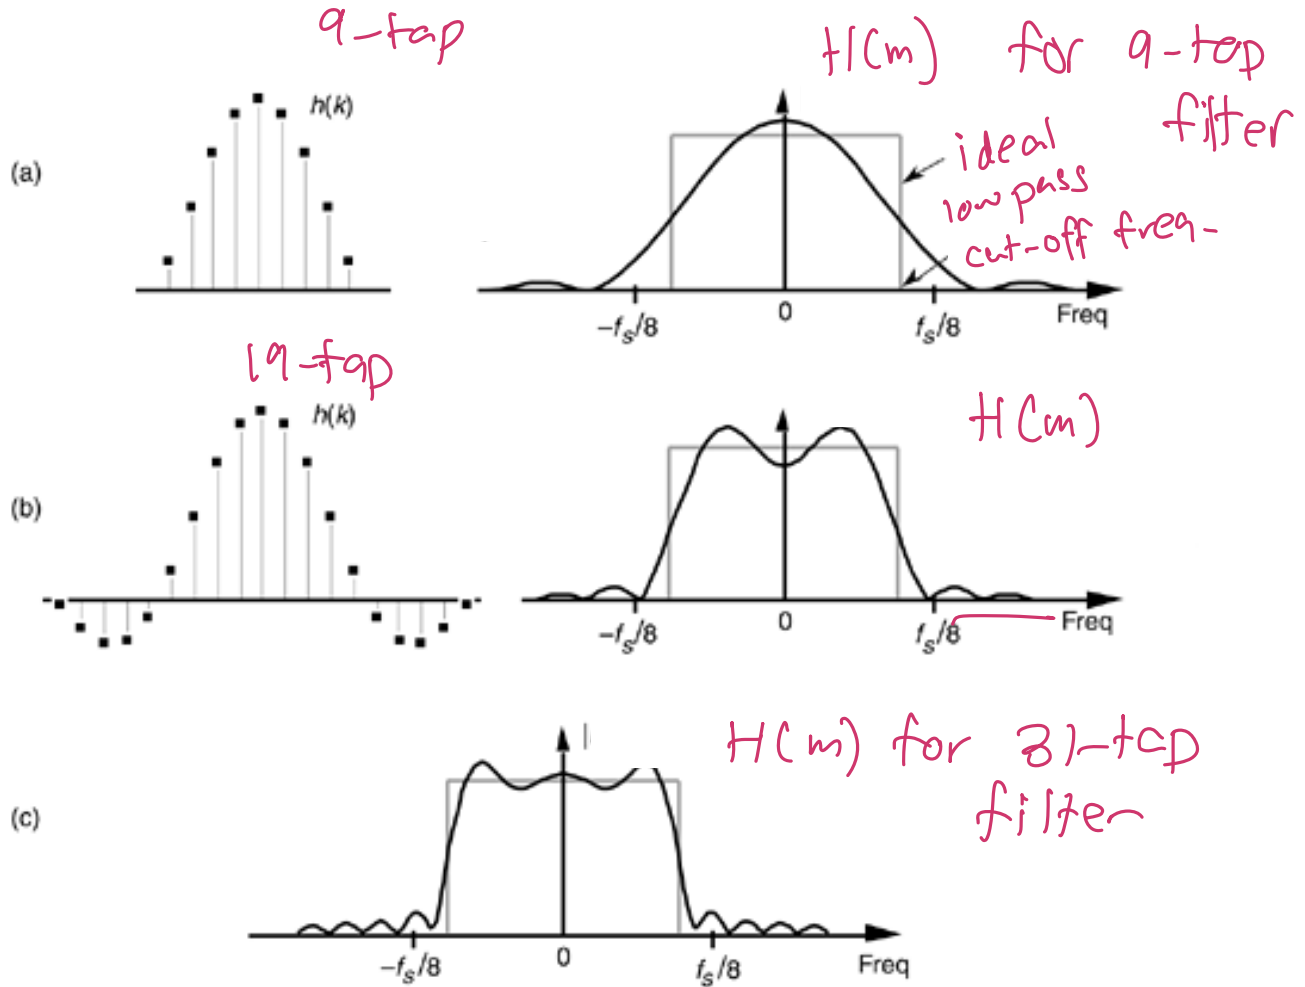 9-tap
H(m) for 9-tap
filter
h(k)
(a)
ideal
low pass
cut-off freq-
-fs/8
0
fs/8
Freq
19-tap
h(k)
H(m)
(b)
-fs/8
0
fs/8
Freq
H(m) for 31-tap
filter
(c)
-fs/8
0
fs/8
Freq